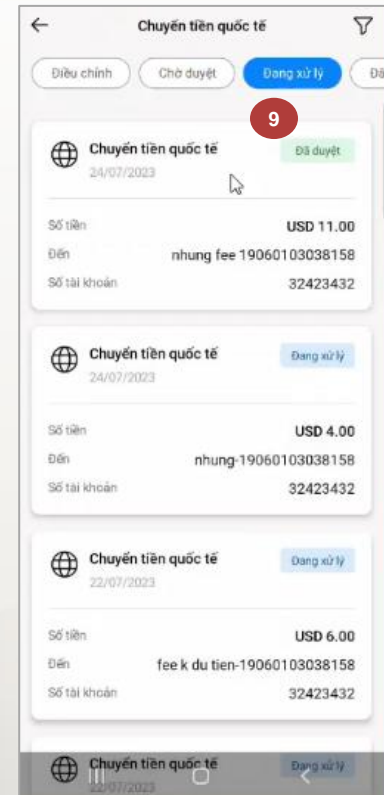 Chuyển tiền quốc tế
Điều chỉnh Chờ duyệt Đang xử lý Đã
9
Chuyển tiền quốc tế Đã duyệt
24/07/2023
Số tiền USD 11.00
Đến nhung fee 19060103038158
Số tài khoản 32423432
Chuyển tiền quốc tế Đang xử lý
24/07/2023
Số tiền USD 4.00
Đến nhung-19060103038158
Số tài khoản 32423432
Chuyển tiền quốc tế Đang xử lý
22/07/2023
Số tiền USD 6.00
Đến fee k du tien-19060103038158
Số tài khoản 32423432
Chuyển tiền quốc tế Đang xử lý
22/07/2023